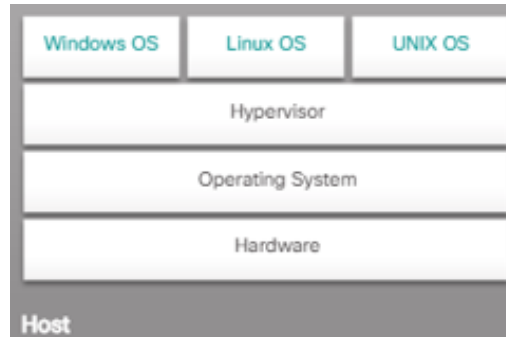 Windows OS Linux OS UNIX OS
Hypervisor
Operating System
Hardware
Host